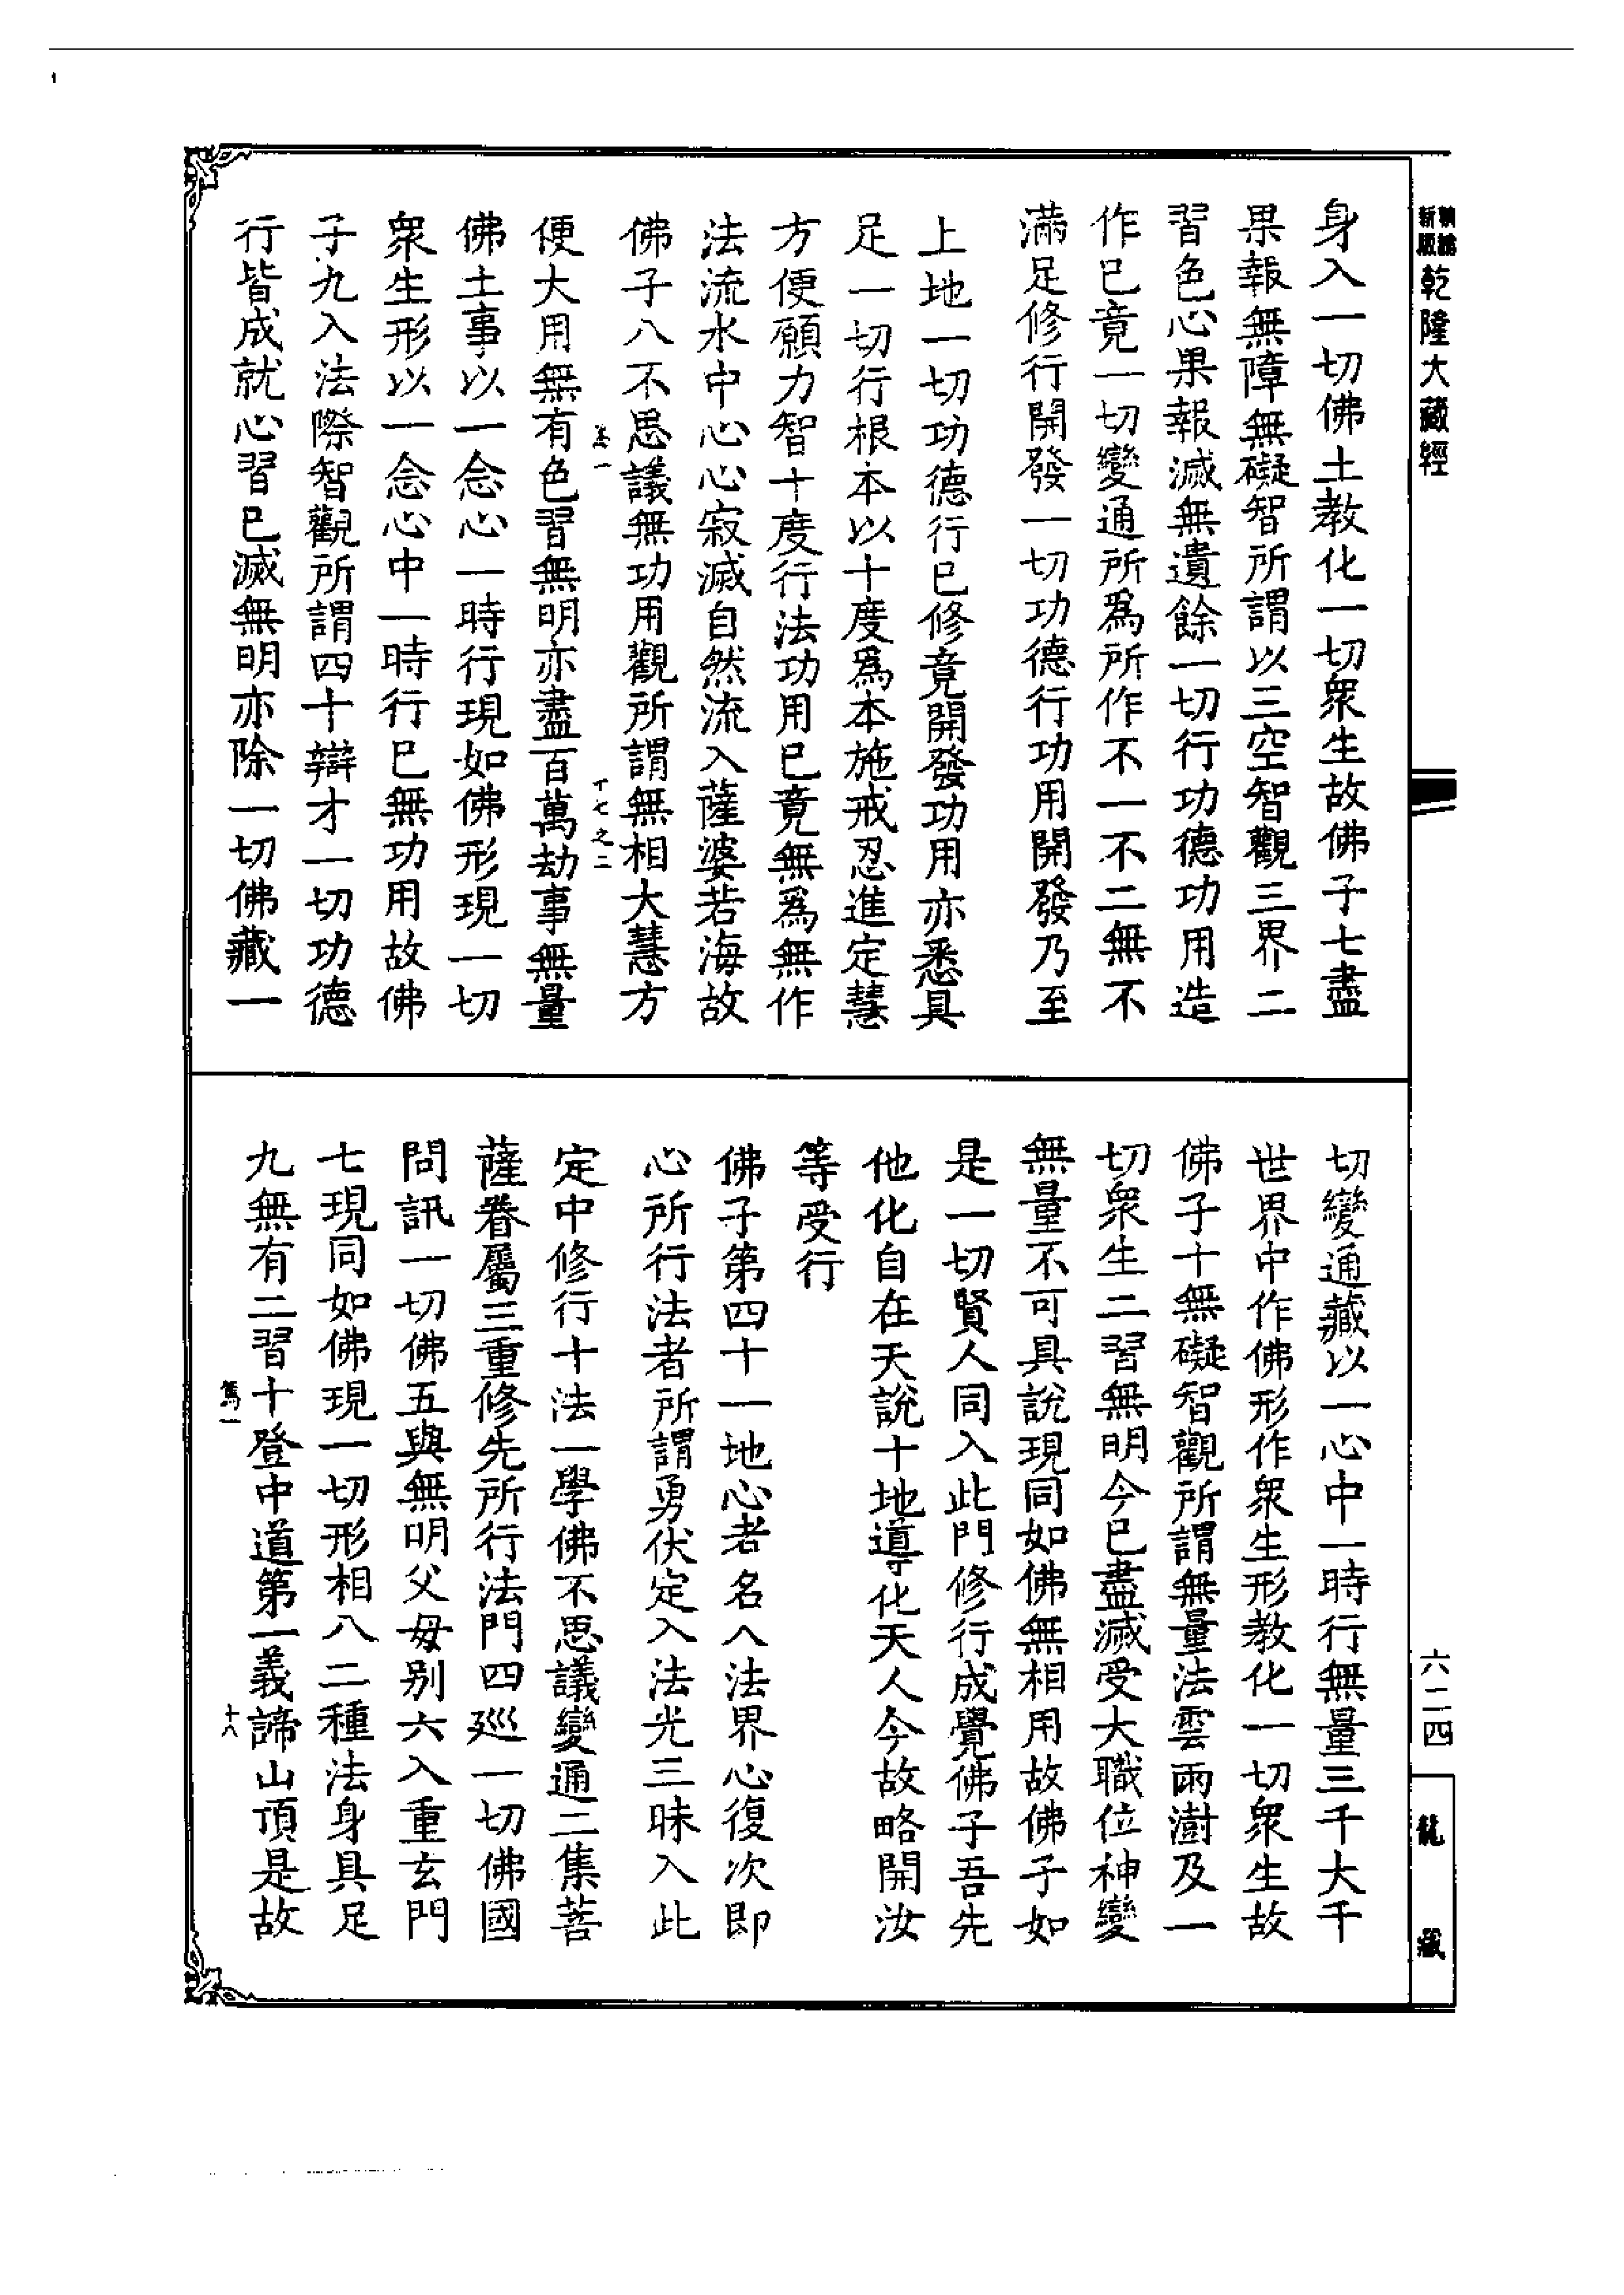 乾隆大藏經
身入一切佛土教化一切衆生故佛子七盡
果報無障無礙智所謂以三空智觀三界二
習色心果報滅無遺餘一切行功德功用造
作已竟一切變通所爲所作不一不二無不
滿足修行開發一切功德行功用開發乃至
上地一切功德行已修竟開發功用亦悉具
足一切行根本以十度爲本施戒忍進定慧
方便願力智十度行法功用已竟無爲無作
法流水中心心寂滅自然流入薩婆若海故
佛子八不思議無功用觀所謂無相大慧方
十七之二
便大用無有色習無明亦盡百萬劫事無量
佛土事以一念心一時行現如佛形現一切
衆生形以一念心中一時行已無功用故佛
子九入法際智觀所謂四十辯才一切功德
行皆成就心習已滅無明亦除一切佛藏一
切變通藏以一心中一時行無量三千大千
世界中作佛形作衆生形教化一切衆生故
佛子十無礙智觀所謂無量法雲雨澍及一
切衆生二習無明今已盡滅受大職位神變
無量不可具說現同如佛無相用故佛子如
是一切賢人同入此門修行成覺佛子吾先
他化自在天說十地導化天人今故略開汝
等受行
佛子第四十一地心者名入法界心復次即
心所行法者所謂勇伏定入法光三昧入此
定中修行十法一學佛不思議變通二集菩
薩眷屬三重修先所行法門四巡一切佛國
問訊一切佛五與無明父母别六入重玄門
七現同如佛現一切形相八二種法身具足
九無有二習十登中道第一義諦山頂是故
十八
六二四
龍藏